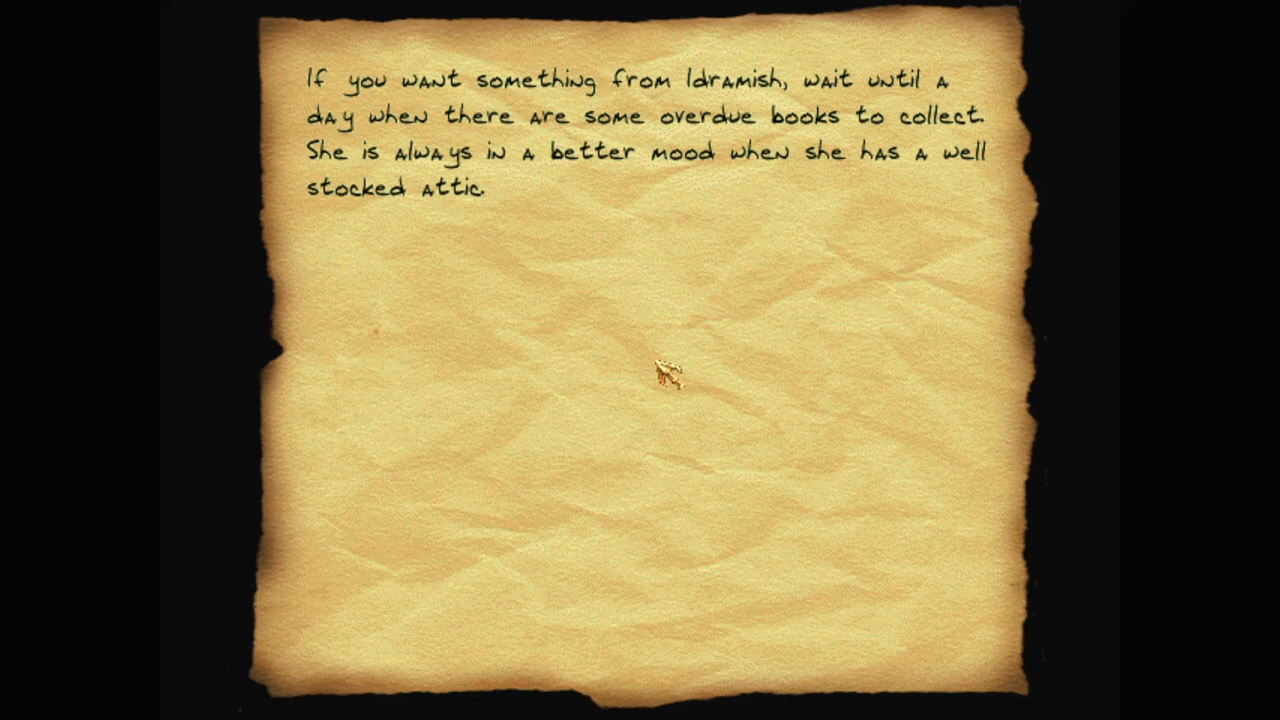 If you want something from Idramish, wait until a
day when there are some overdue books to collect.
She is always in a better mood when she has a well
stocked attic.